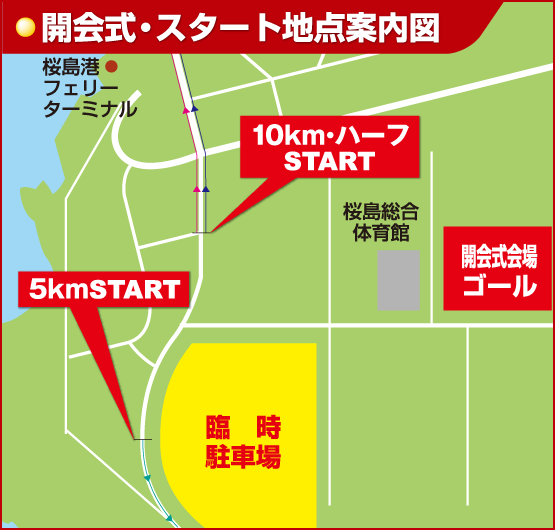 開会式・スタート地点案内図
桜島港
フェリー
ターミナル
10km・ハーフ
START
桜島総合
体育館
開会式会場
ゴール
5kmSTART
臨 時
駐車場